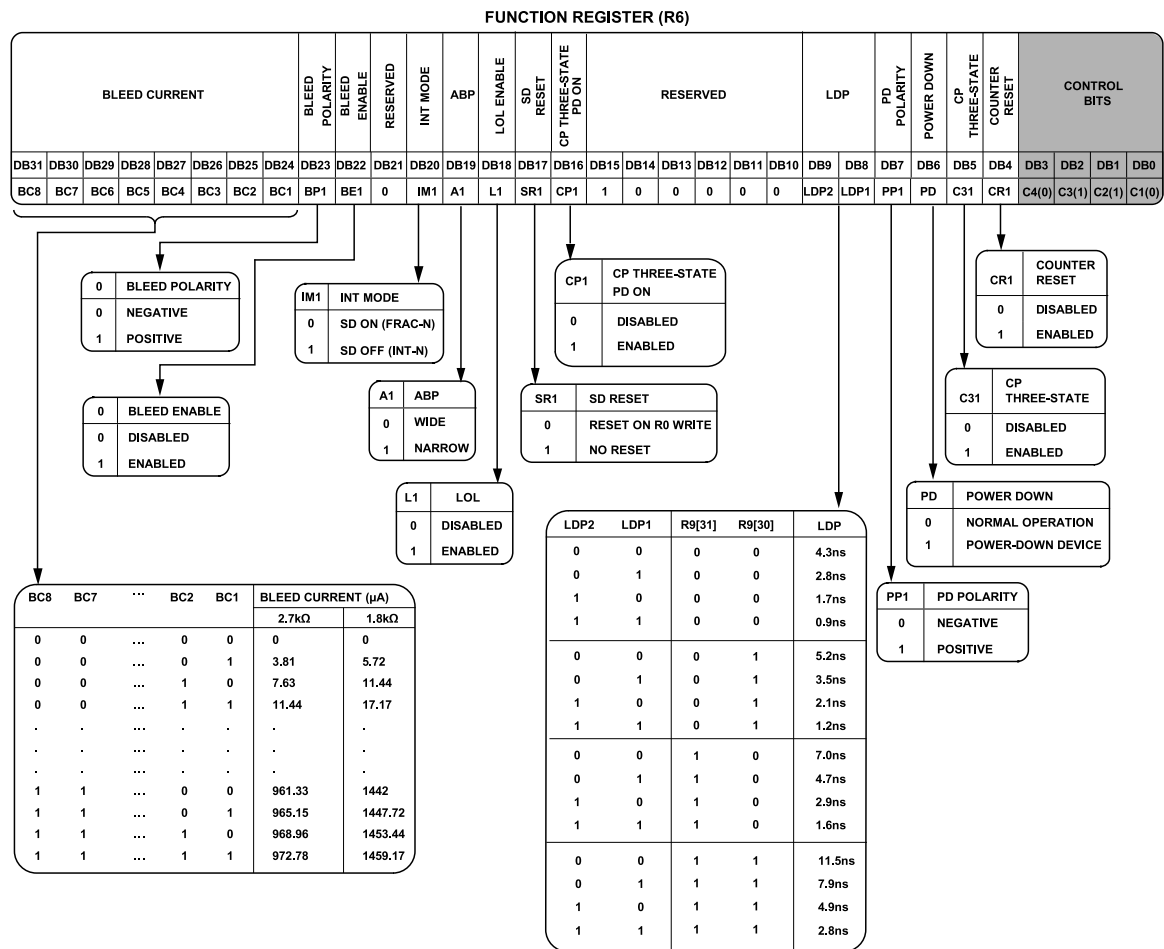 FUNCTION REGISTER (R6)
BLEED CURRENT
BLEED POLARITY
BLEED ENABLE
RESERVED
INT MODE
ABP
LOL ENABLE
SD RESET
CP THREE-STATE PD ON
RESERVED
LDP
PD POLARITY
POWER DOWN
CP THREE-STATE
COUNTER RESET
CONTROL BITS
DB31 DB30 DB29 DB28 DB27 DB26 DB25 DB24 DB23 DB22 DB21 DB20 DB19 DB18 DB17 DB16 DB15 DB14 DB13 DB12 DB11 DB10 DB9 DB8 DB7 DB6 DB5 DB4 DB3 DB2 DB1 DB0
BC8 BC7 BC6 BC5 BC4 BC3 BC2 BC1 BP1 BE1 0 IM1 A1 L1 SR1 CP1 1 0 0 0 0 0 LDP2 LDP1 PP1 PD C31 CR1 C4(0) C3(1) C2(1) C1(0)
0 BLEED POLARITY
0 NEGATIVE
1 POSITIVE
IM1 INT MODE
0 SD ON (FRAC-N)
1 SD OFF (INT-N)
CP1 CP THREE-STATE PD ON
0 DISABLED
1 ENABLED
CR1 COUNTER RESET
0 DISABLED
1 ENABLED
0 BLEED ENABLE
0 DISABLED
1 ENABLED
A1 ABP
0 WIDE
1 NARROW
SR1 SD RESET
0 RESET ON R0 WRITE
1 NO RESET
C31 CP THREE-STATE
0 DISABLED
1 ENABLED
L1 LOL
0 DISABLED
1 ENABLED
PD POWER DOWN
0 NORMAL OPERATION
1 POWER-DOWN DEVICE
PP1 PD POLARITY
0 NEGATIVE
1 POSITIVE
BC8 BC7 ... BC2 BC1 BLEED CURRENT (µA)
2.7kΩ 1.8kΩ
0 0 ... 0 0 0 0
0 0 ... 0 1 3.81 5.72
0 0 ... 1 0 7.63 11.44
0 0 ... 1 1 11.44 17.17
. . ... . . . .
. . ... . . . .
. . ... . . . .
1 1 ... 0 0 961.33 1442
1 1 ... 0 1 965.15 1447.72
1 1 ... 1 0 968.96 1453.44
1 1 ... 1 1 972.78 1459.17
LDP2 LDP1 R9[31] R9[30] LDP
0 0 0 0 4.3ns
0 1 0 0 2.8ns
1 0 0 0 1.7ns
1 1 0 0 0.9ns
0 0 0 1 5.2ns
0 1 0 1 3.5ns
1 0 0 1 2.1ns
1 1 0 1 1.2ns
0 0 1 0 7.0ns
0 1 1 0 4.7ns
1 0 1 0 2.9ns
1 1 1 0 1.6ns
0 0 1 1 11.5ns
0 1 1 1 7.9ns
1 0 1 1 4.9ns
1 1 1 1 2.8ns